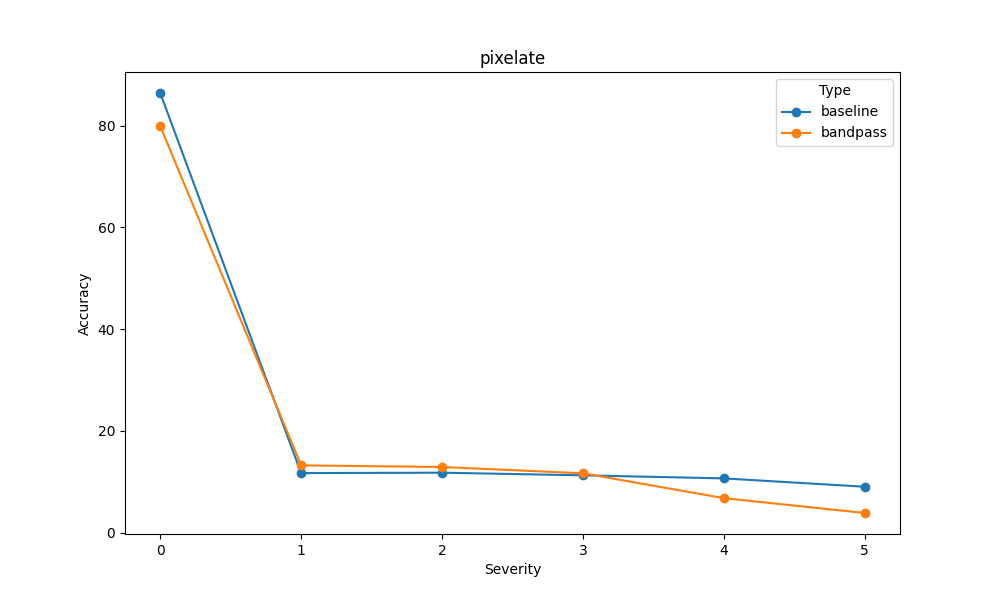 pixelate
Type
baseline
bandpass
Accuracy
80
60
40
20
0
0 1 2 3 4 5
Severity